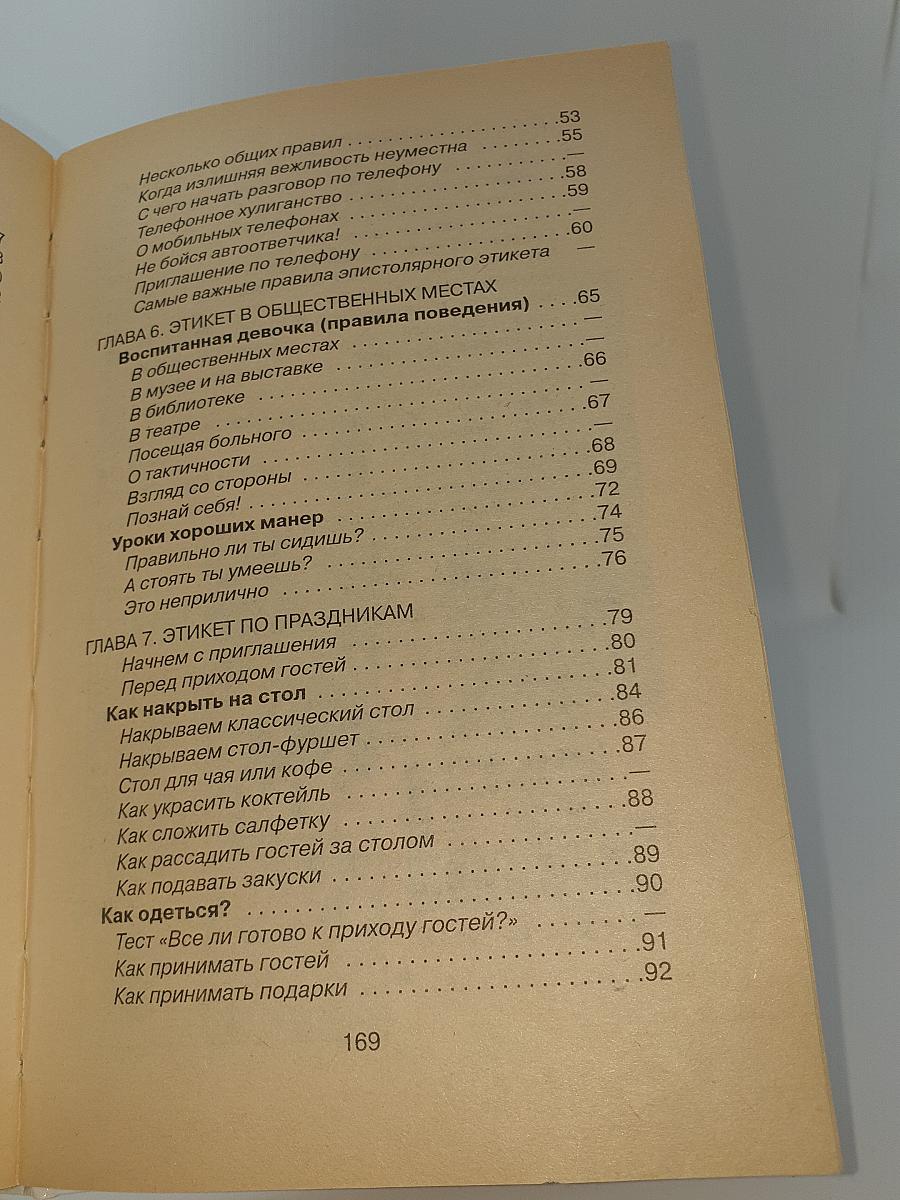 Несколько общих правил . . . . . . . . . . . . . . . . . . . . . .53
Когда излишняя вежливость неуместна . . . . . . . .55
С чего начать разговор по телефону . . . . . . . . . . —
Телефонное хулиганство . . . . . . . . . . . . . . . . . . . .58
О мобильных телефонах . . . . . . . . . . . . . . . . . . . .59
Не бойся автоответчика! . . . . . . . . . . . . . . . . . . . —
Приглашение по телефону . . . . . . . . . . . . . . . . . .60
Самые важные правила эпистолярного этикета —
ГЛАВА 6. ЭТИКЕТ В ОБЩЕСТВЕННЫХ МЕСТАХ
Воспитанная девочка (правила поведения) . . . .65
В общественных местах . . . . . . . . . . . . . . . . . . . . —
В музее и на выставке . . . . . . . . . . . . . . . . . . . . . —
В библиотеке . . . . . . . . . . . . . . . . . . . . . . . . . . . .66
В театре . . . . . . . . . . . . . . . . . . . . . . . . . . . . . . . —
Посещая больного . . . . . . . . . . . . . . . . . . . . . . . .67
О тактичности . . . . . . . . . . . . . . . . . . . . . . . . . . . —
Взгляд со стороны . . . . . . . . . . . . . . . . . . . . . . . .68
Познай себя! . . . . . . . . . . . . . . . . . . . . . . . . . . . .69
Уроки хороших манер . . . . . . . . . . . . . . . . . . . . .72
Правильно ли ты сидишь? . . . . . . . . . . . . . . . . . .74
А стоять ты умеешь? . . . . . . . . . . . . . . . . . . . . . .75
Это неприлично . . . . . . . . . . . . . . . . . . . . . . . . .76
ГЛАВА 7. ЭТИКЕТ ПО ПРАЗДНИКАМ
Начнем с приглашения . . . . . . . . . . . . . . . . . . . .79
Перед приходом гостей . . . . . . . . . . . . . . . . . . . .80
Как накрыть на стол . . . . . . . . . . . . . . . . . . . . . .81
Накрываем классический стол . . . . . . . . . . . . . . .84
Накрываем стол-фуршет . . . . . . . . . . . . . . . . . . .86
Стол для чая или кофе . . . . . . . . . . . . . . . . . . . . .87
Как украсить коктейль . . . . . . . . . . . . . . . . . . . . —
Как сложить салфетку . . . . . . . . . . . . . . . . . . . . .88
Как рассадить гостей за столом . . . . . . . . . . . . . —
Как подавать закуски . . . . . . . . . . . . . . . . . . . . . .89
Как одеться? . . . . . . . . . . . . . . . . . . . . . . . . . . . .90
Тест «Все ли готово к приходу гостей?» . . . . . . . . —
Как принимать гостей . . . . . . . . . . . . . . . . . . . . .91
Как принимать подарки . . . . . . . . . . . . . . . . . . . .92
169